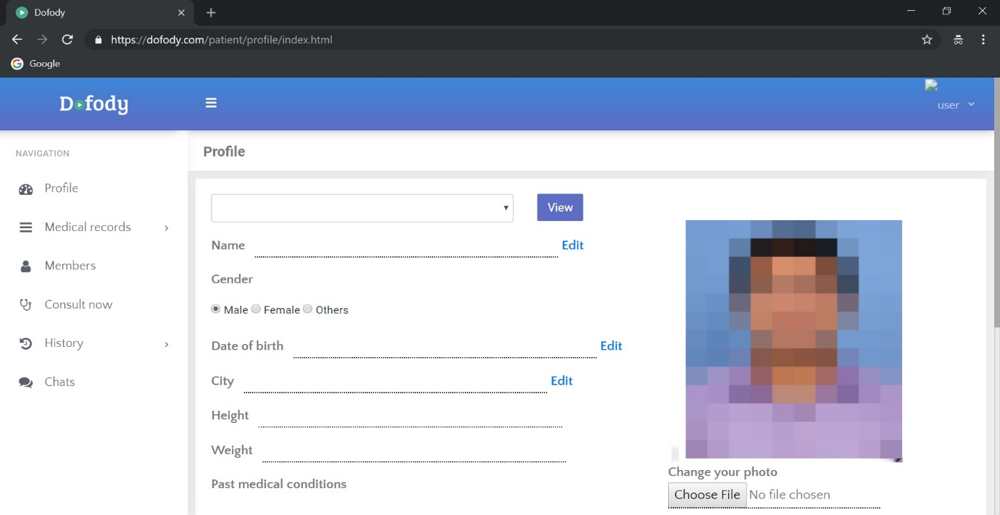 Dofody
https://dofody.com/patient/profile/index.html
Google
Dofody
user
NAVIGATION
Profile
Medical records
Members
Consult now
History
Chats
Profile
View
Name Edit
Gender
Male Female Others
Date of birth Edit
City Edit
Height
Weight
Past medical conditions
Change your photo
Choose File No file chosen